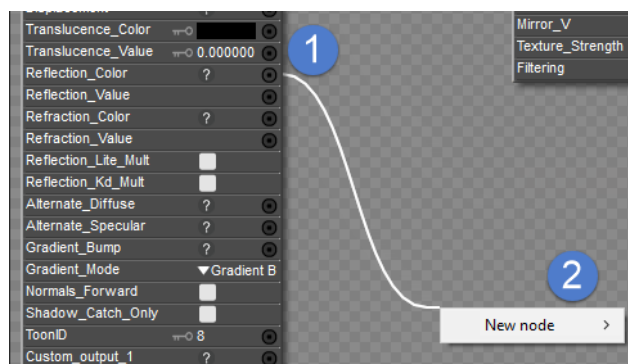 Displacement ?
Translucence_Color
Translucence_Value 0.000000
Reflection_Color ?
Reflection_Value
Refraction_Color ?
Refraction_Value
Reflection_Lite_Mult
Reflection_Kd_Mult
Alternate_Diffuse ?
Alternate_Specular ?
Gradient_Bump ?
Gradient_Mode Gradient B
Normals_Forward
Shadow_Catch_Only
ToonID 8
Custom_output_1 ?
1
Mirror_V
Texture_Strength
Filtering
2
New node >